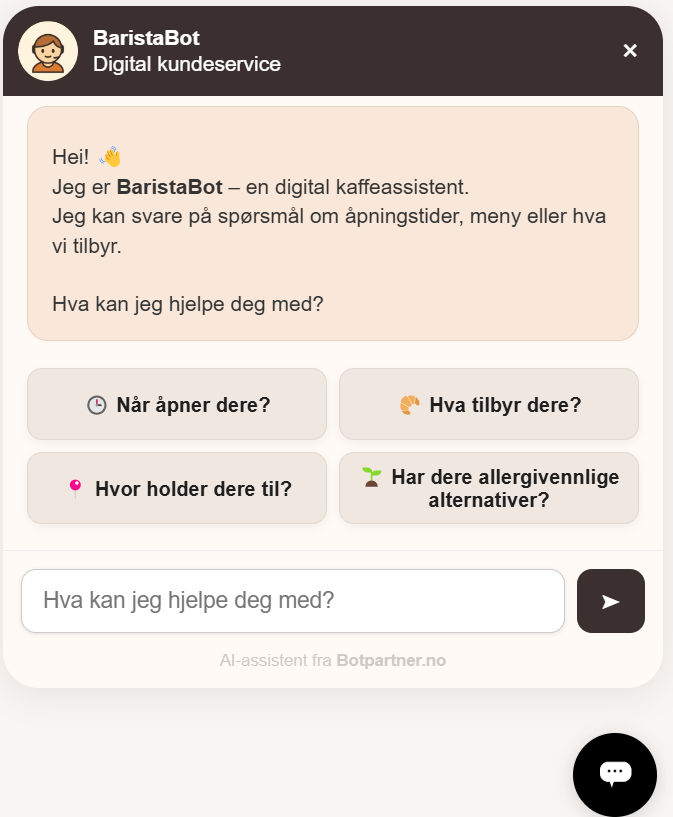 BaristaBot
Digital kundeservice
×
Hei! 👋
Jeg er BaristaBot – en digital kaffeassistent.
Jeg kan svare på spørsmål om åpningstider, meny eller hva
vi tilbyr.
Hva kan jeg hjelpe deg med?
🕒 Når åpner dere?
🥐 Hva tilbyr dere?
📍 Hvor holder dere til?
🌱 Har dere allergivennlige
alternativer?
Hva kan jeg hjelpe deg med?
➤
AI-assistent fra Botpartner.no